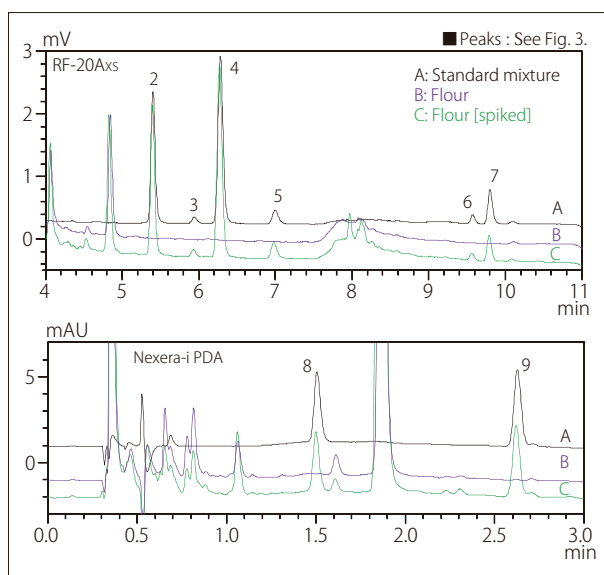 mV
■ Peaks : See Fig. 3.
RF-20Axs
A: Standard mixture
B: Flour
C: Flour [spiked]
3
2
1
0
2
3
4
5
6
7
A
B
C
4 5 6 7 8 9 10 11
min
mAU
Nexera-i PDA
5
0
8
9
A
B
C
0.0 0.5 1.0 1.5 2.0 2.5 3.0
min